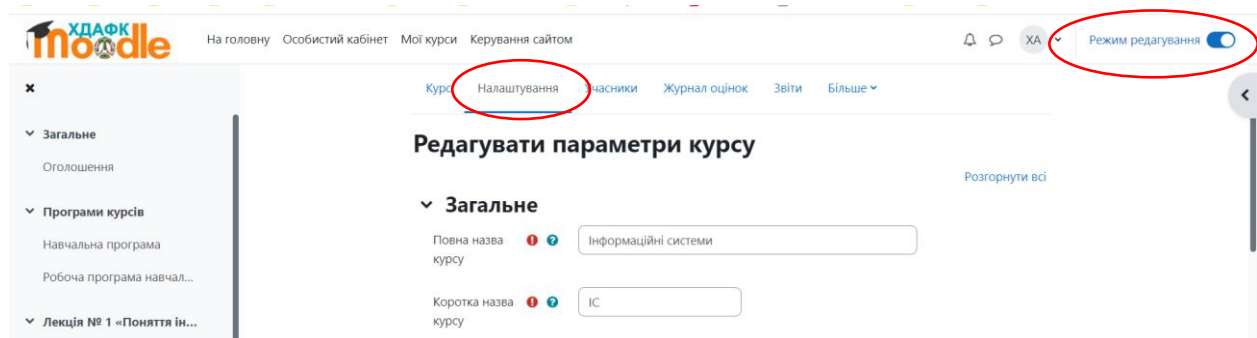 ХДАФК
moodle
На головну Особистий кабінет Мої курси Керування сайтом
ХА
Режим редагування
Курс Налаштування Учасники Журнал оцінок Звіти Більше
Загальне
Оголошення
Програми курсів
Навчальна програма
Робоча програма навчал...
Лекція № 1 «Поняття ін...
Редагувати параметри курсу
Розгорнути всі
Загальне
Повна назва курсу
Інформаційні системи
Коротка назва курсу
ІС